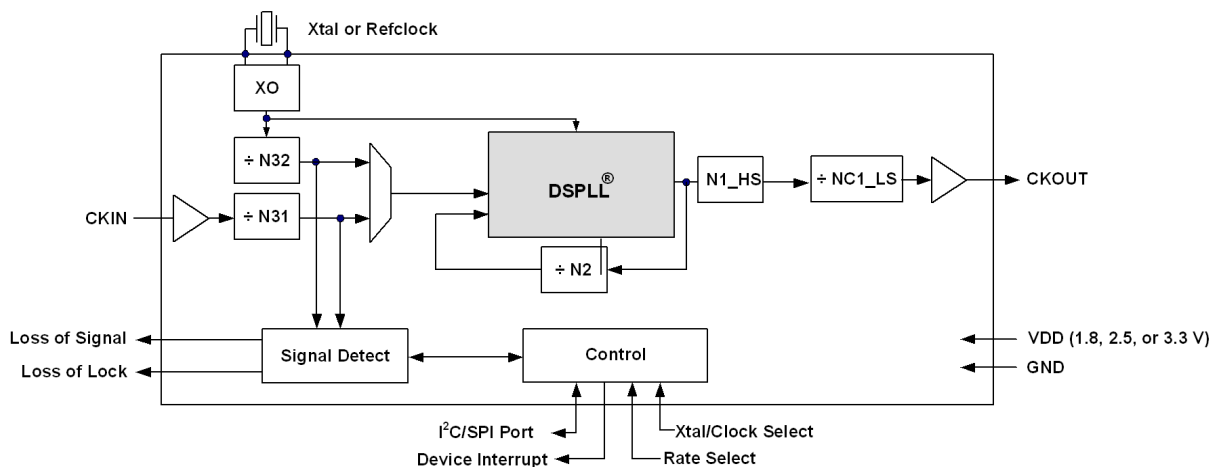 Xtal or Refclock
XO
÷ N32
÷ N31
CKIN
DSPLL®
N1_HS
÷ NC1_LS
CKOUT
÷ N2
Loss of Signal
Loss of Lock
Signal Detect
Control
VDD (1.8, 2.5, or 3.3 V)
GND
I²C/SPI Port
Device Interrupt
Xtal/Clock Select
Rate Select